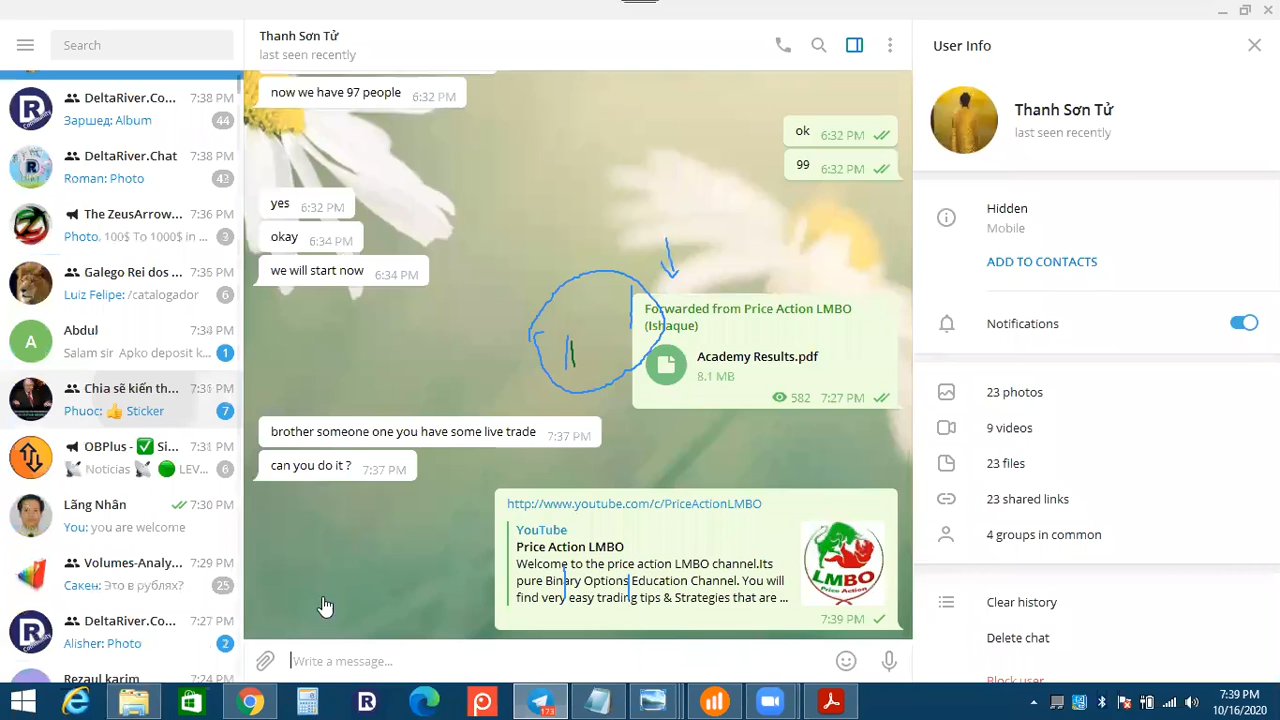 Search
DeltaRiver.Co... 7:38 PM
Заршед: Album 44
DeltaRiver.Chat 7:38 PM
Roman: Photo 43
The ZeusArrow... 7:36 PM
Photo, 100$ To 1000$ in ... 3
Galego Rei dos ... 7:35 PM
Luiz Felipe: /catalogador 6
Abdul
Salam sir Apko deposit k... 1
Chia sẽ kiến th...
Phuoc: 👍 Sticker 7
OBPlus - ✅ Si...
Noticias LEV... 6
Lãng Nhân 7:30 PM
You: you are welcome
Volumes-Analy... 7:29 PM
Сакен: Это в рублях? 25
DeltaRiver.Co... 7:27 PM
Alisher: Photo 2
Rezaul karim 7:24 PM
Thanh Sơn Tử
last seen recently
now we have 97 people 6:32 PM
ok 6:32 PM
99 6:32 PM
yes 6:32 PM
okay 6:34 PM
we will start now 6:34 PM
Forwarded from Price Action LMBO
(Ishaque)
Academy Results.pdf
8.1 MB
582 7:27 PM
brother someone one you have some live trade 7:37 PM
can you do it ? 7:37 PM
http://www.youtube.com/c/PriceActionLMBO
YouTube
Price Action LMBO
Welcome to the price action LMBO channel.Its
pure Binary Options Education Channel. You will
find very easy trading tips & Strategies that are ...
LMBO
Price Action
7:39 PM
Write a message...
User Info
Thanh Sơn Tử
last seen recently
Hidden
Mobile
ADD TO CONTACTS
Notifications
23 photos
9 videos
23 files
23 shared links
4 groups in common
Clear history
Delete chat
Block user
173
7:39 PM
10/16/2020